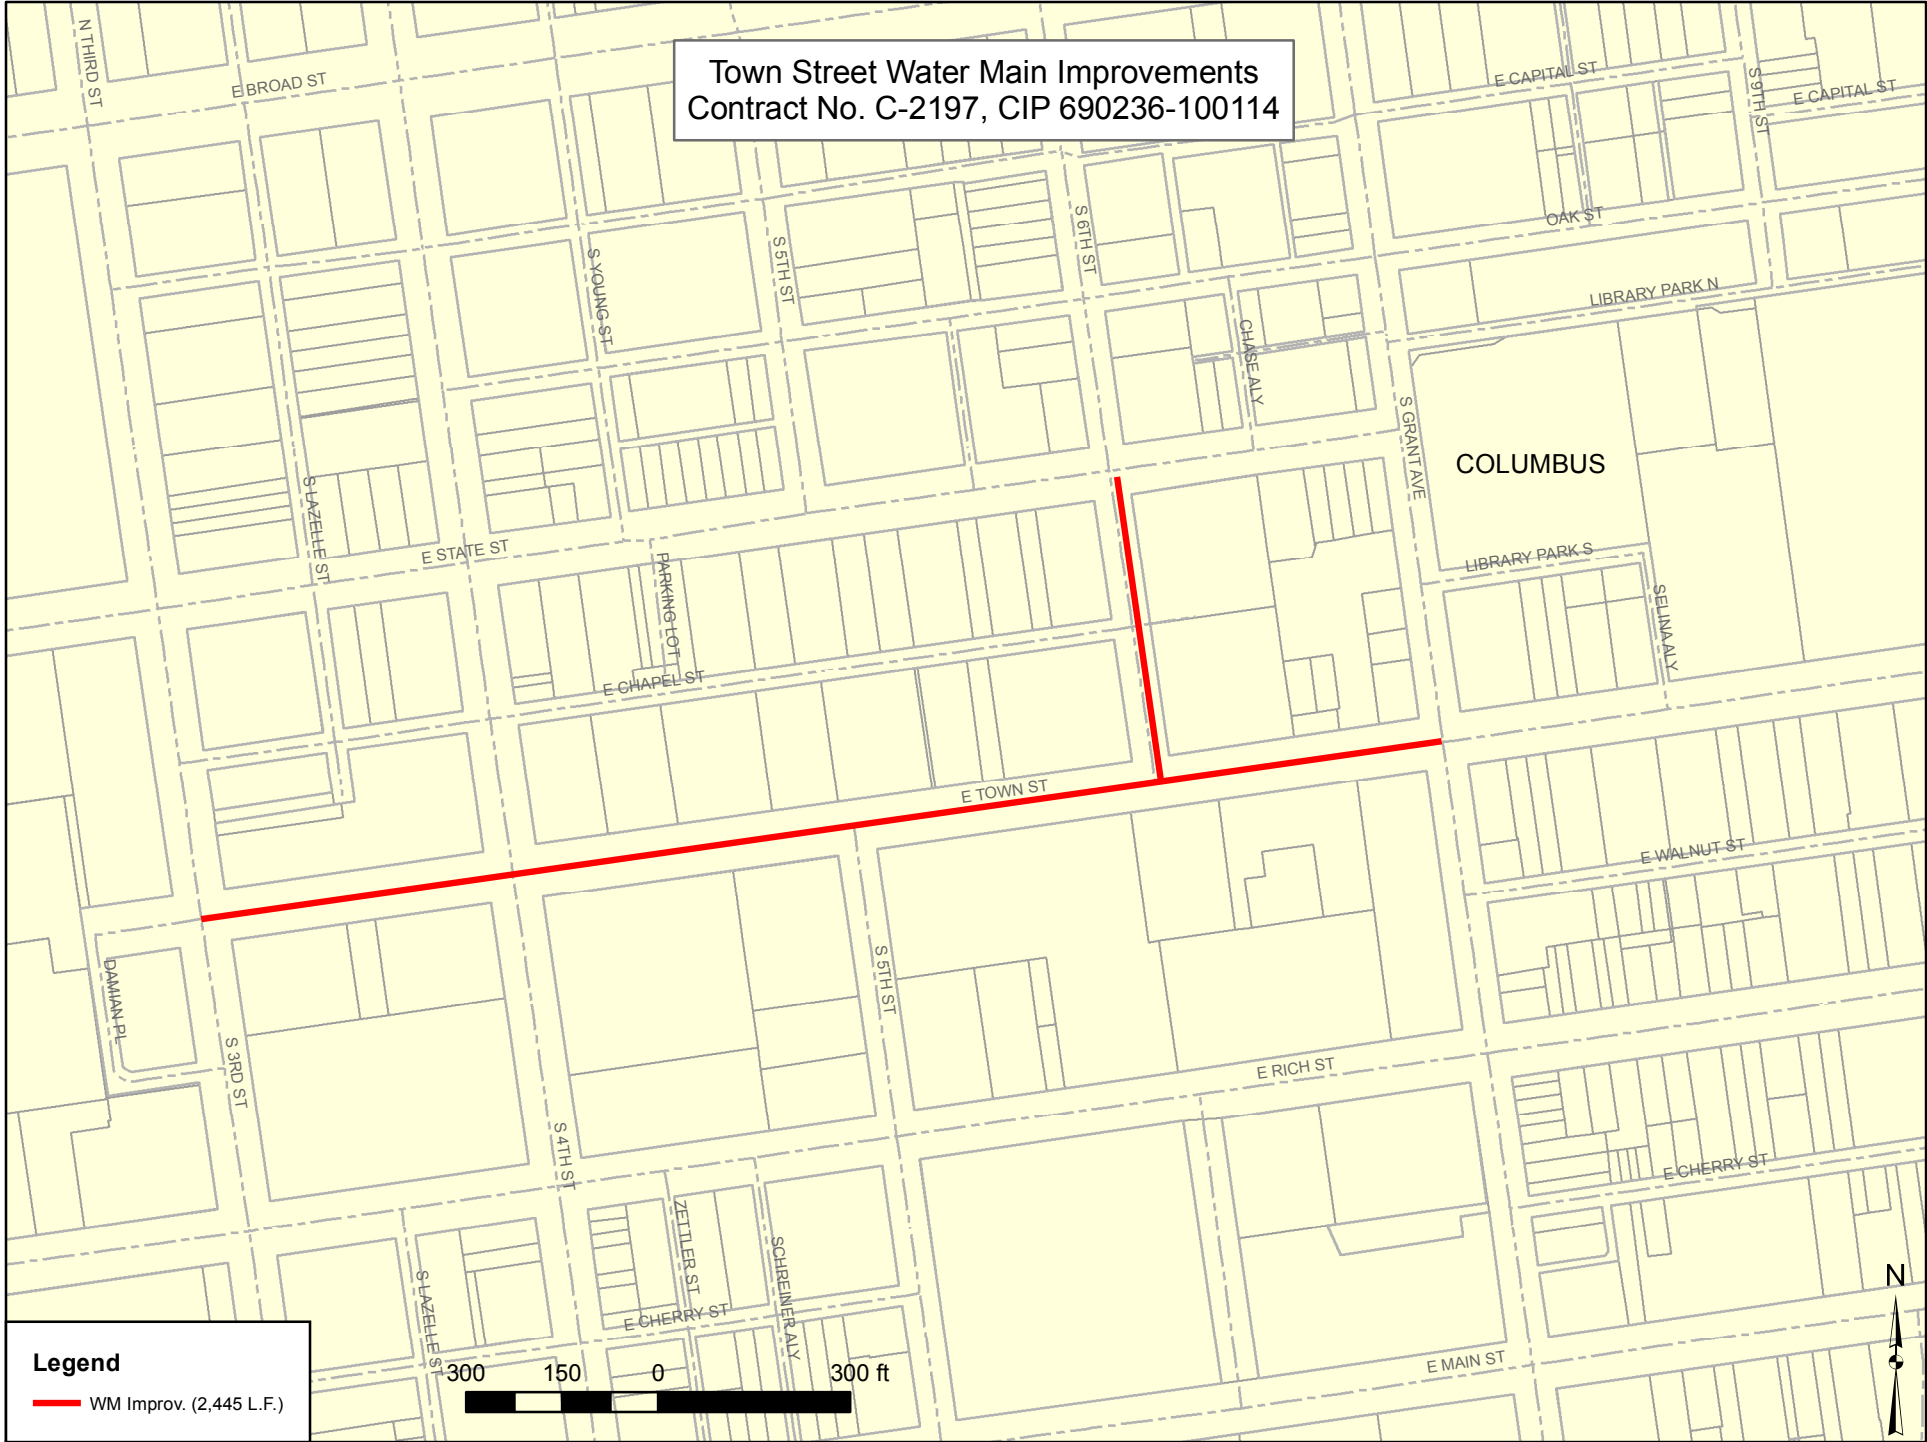 Town Street Water Main Improvements
Contract No. C-2197, CIP 690236-100114
N THIRD ST
E BROAD ST
E CAPITAL ST
S 9TH ST
E CAPITAL ST
S YOUNG ST
S 5TH ST
S 6TH ST
OAK ST
LIBRARY PARK N
CHASE ALY
S GRANT AVE
COLUMBUS
S LAZELLE ST
E STATE ST
PARKING LOT
LIBRARY PARK S
SELINA ALY
E CHAPEL ST
E TOWN ST
E WALNUT ST
DAMIAN PL
S 3RD ST
S 5TH ST
E RICH ST
S 4TH ST
E CHERRY ST
ZETTLER ST
SCHREINER ALY
S LAZELLE ST
E CHERRY ST
E MAIN ST
N
Legend
WM Improv. (2,445 L.F.)
300 150 0 300 ft